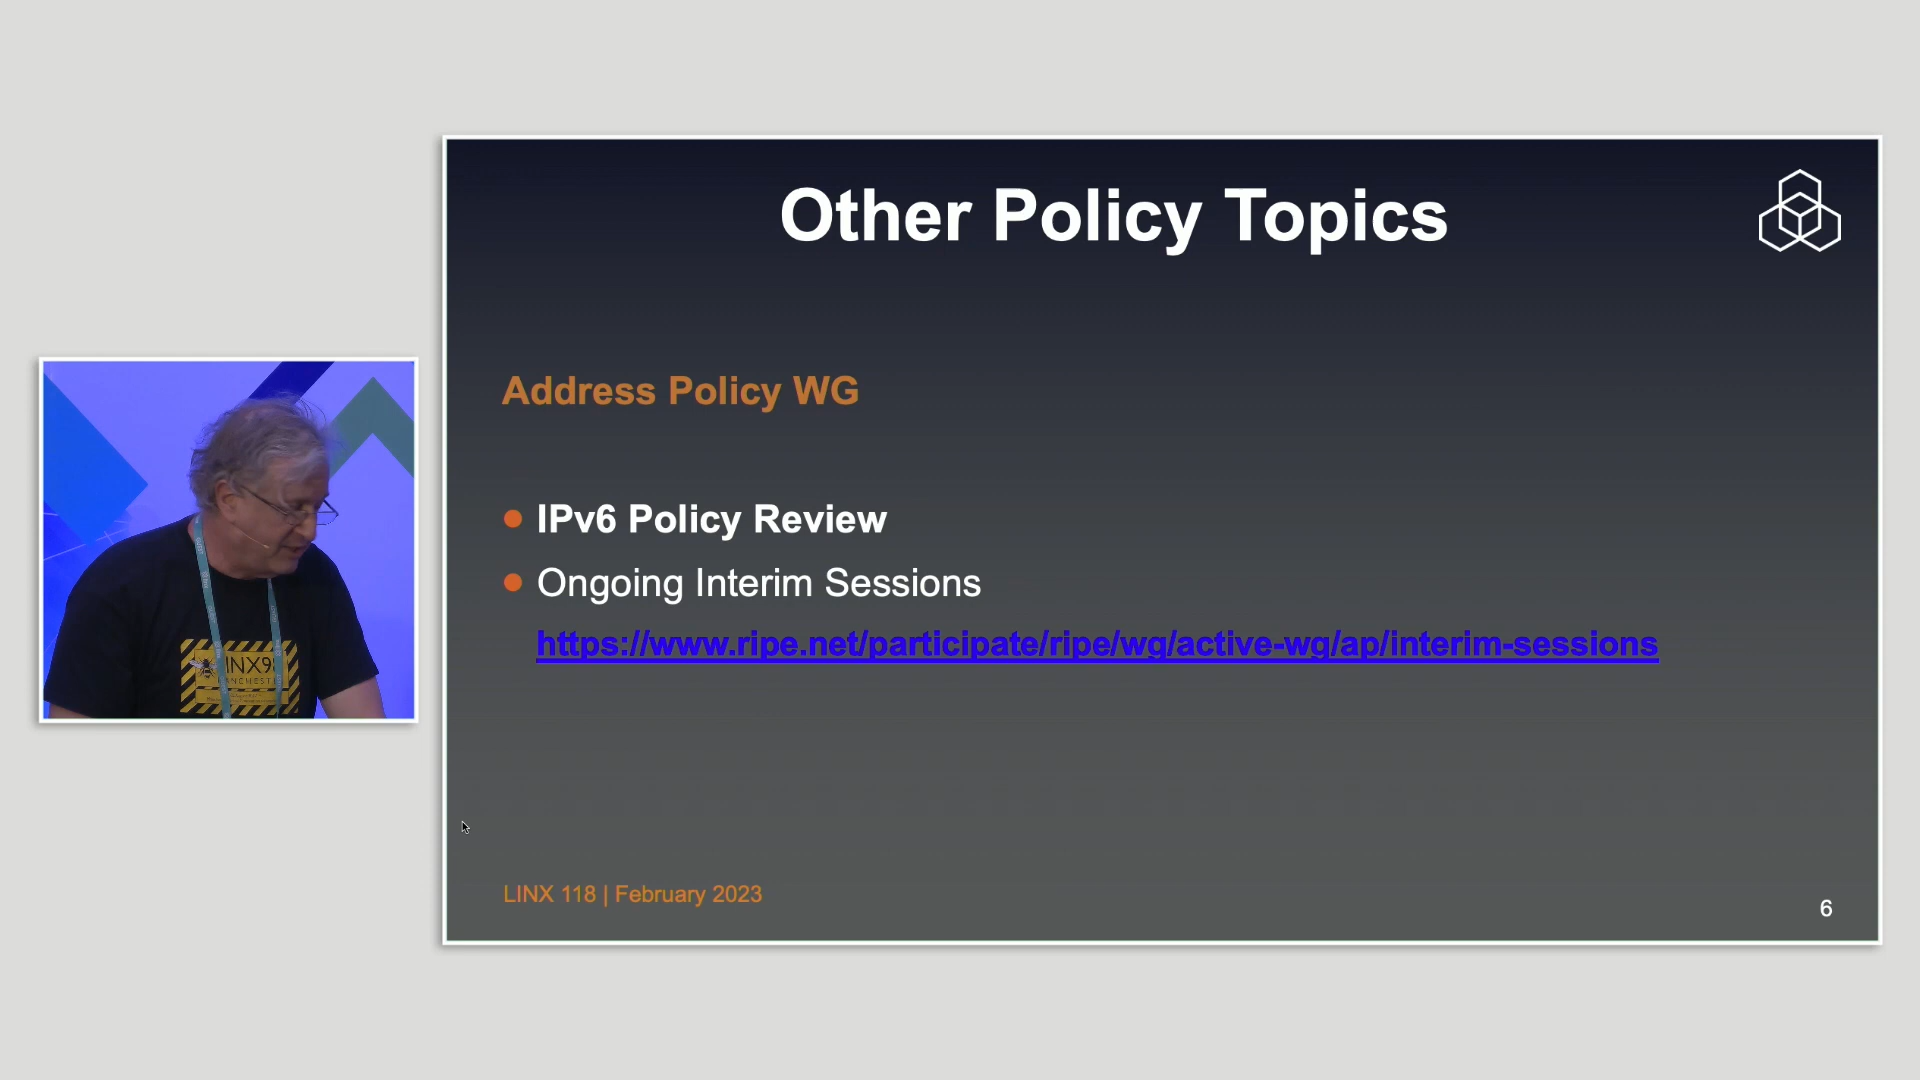 Other Policy Topics
Address Policy WG
IPv6 Policy Review
Ongoing Interim Sessions
https://www.ripe.net/participate/ripe/wg/active-wg/ap/interim-sessions
LINX 118 | February 2023
6